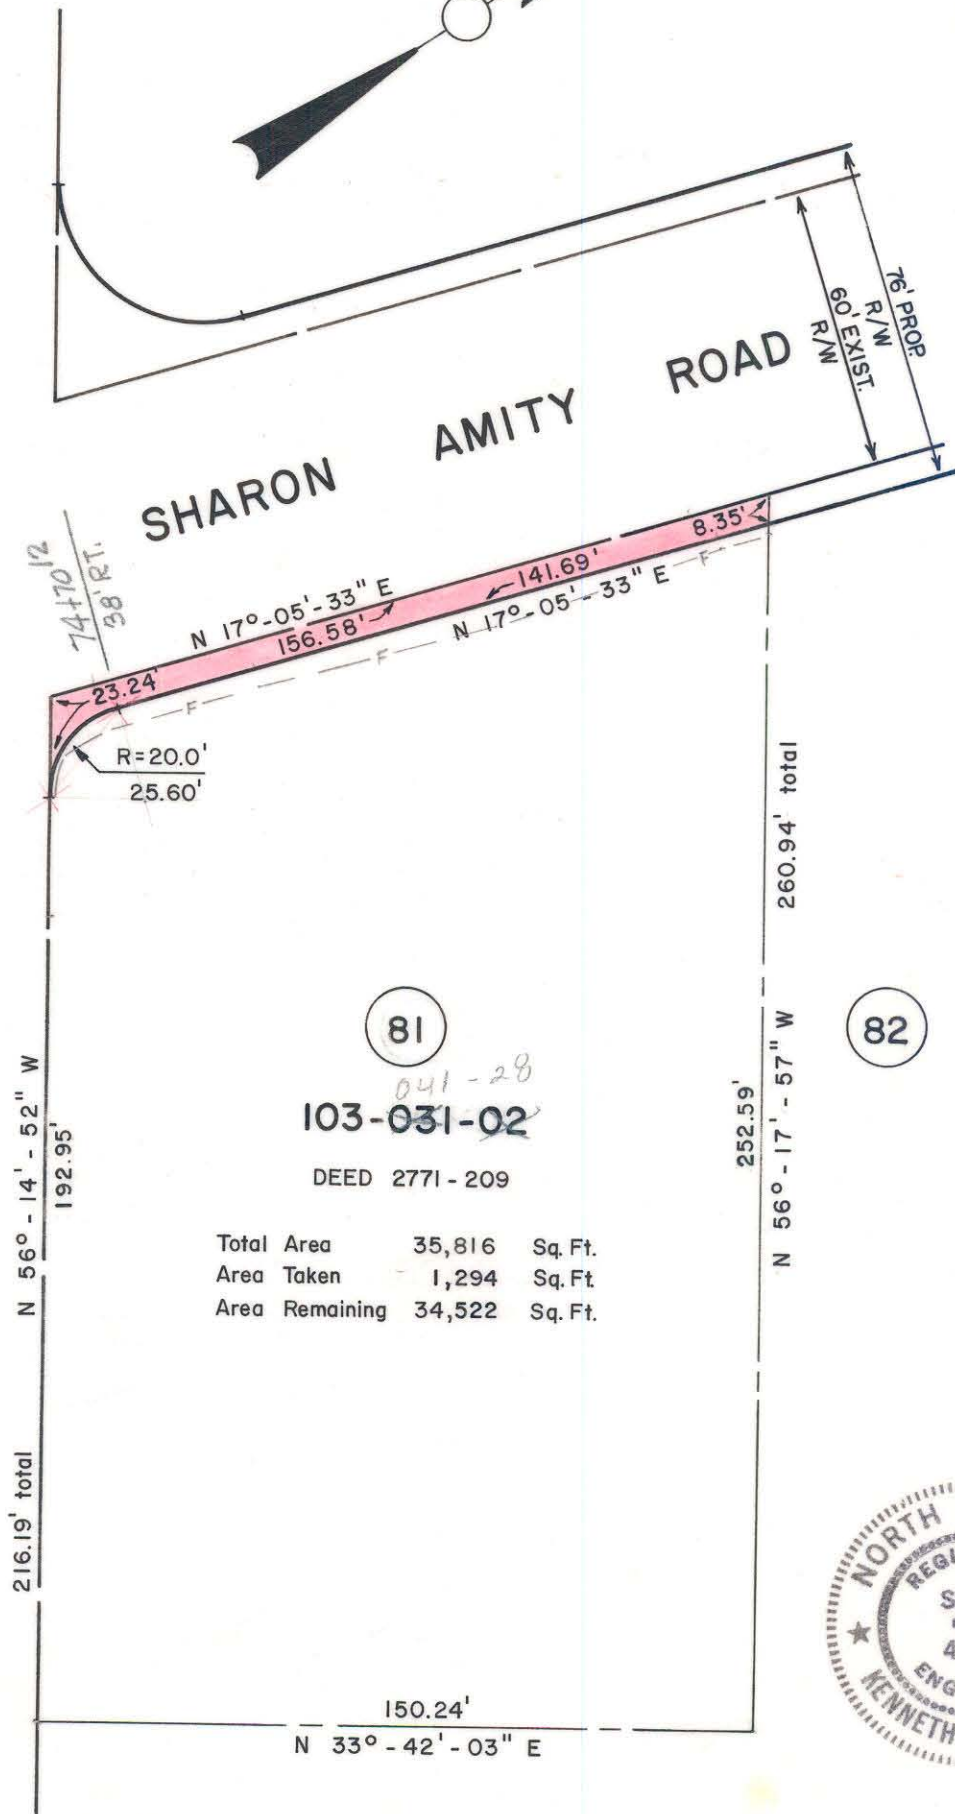 76' PROP.
R/W
60' EXIST.
R/W
SHARON AMITY ROAD
74+70 12
38' RT.
8.35'
141.69'
N 17°-05'-33" E
156.58'
N 17°-05'-33" E
F
F
F
23.24'
R=20.0'
25.60'
260.94' total
81
82
041-28
103-031-02
DEED 2771-209
252.59'
N 56°-17'-57" W
N 56°-14'-52" W
192.95'
Total Area 35,816 Sq. Ft.
Area Taken 1,294 Sq. Ft.
Area Remaining 34,522 Sq. Ft.
216.19' total
150.24'
N 33°-42'-03" E
NORTH
KENNETH